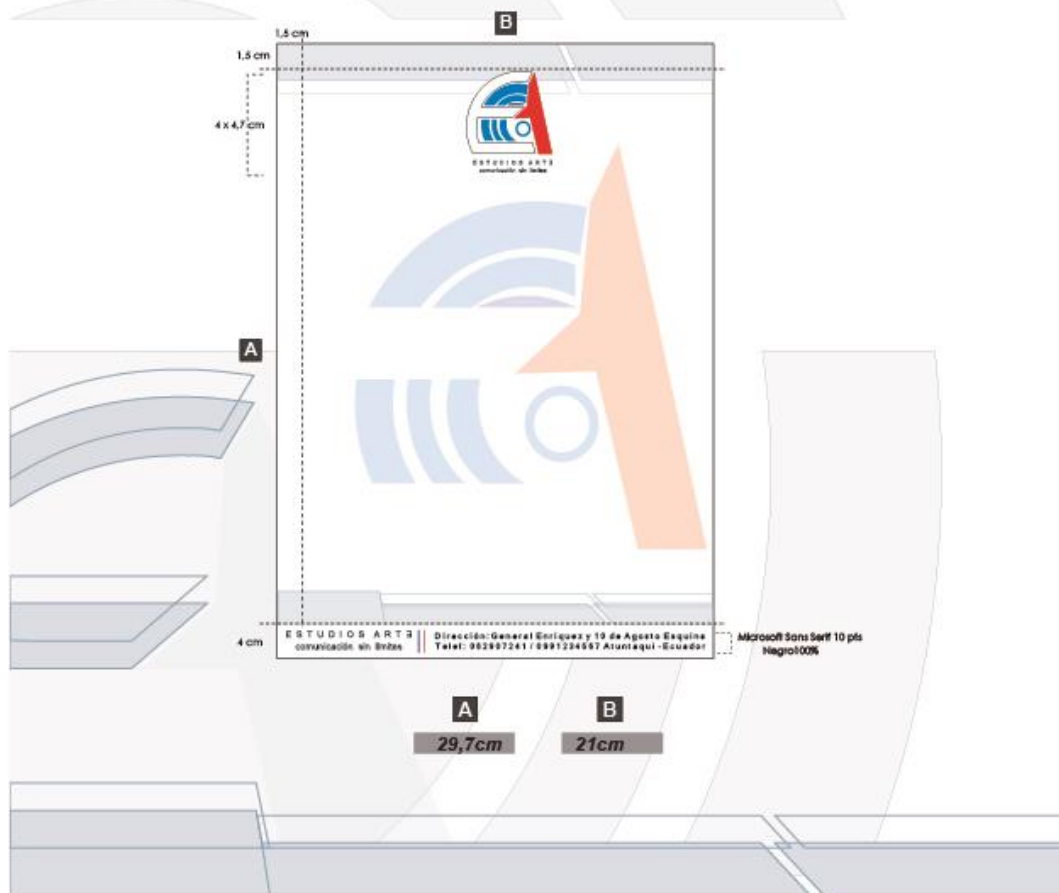 B
1,5 cm
1,5 cm
4 x 4,7 cm
ESTUDIOS ARTE
comunicación sin límites
A
4 cm
ESTUDIOS ARTE
comunicación sin límites
Dirección: General Enríquez y 10 de Agosto Esquina
Telef: 062907241 / 0991234567 Atuntaqui - Ecuador
Microsoft Sans Serif 10 pts
Negro100%
A
B
29,7cm
21cm